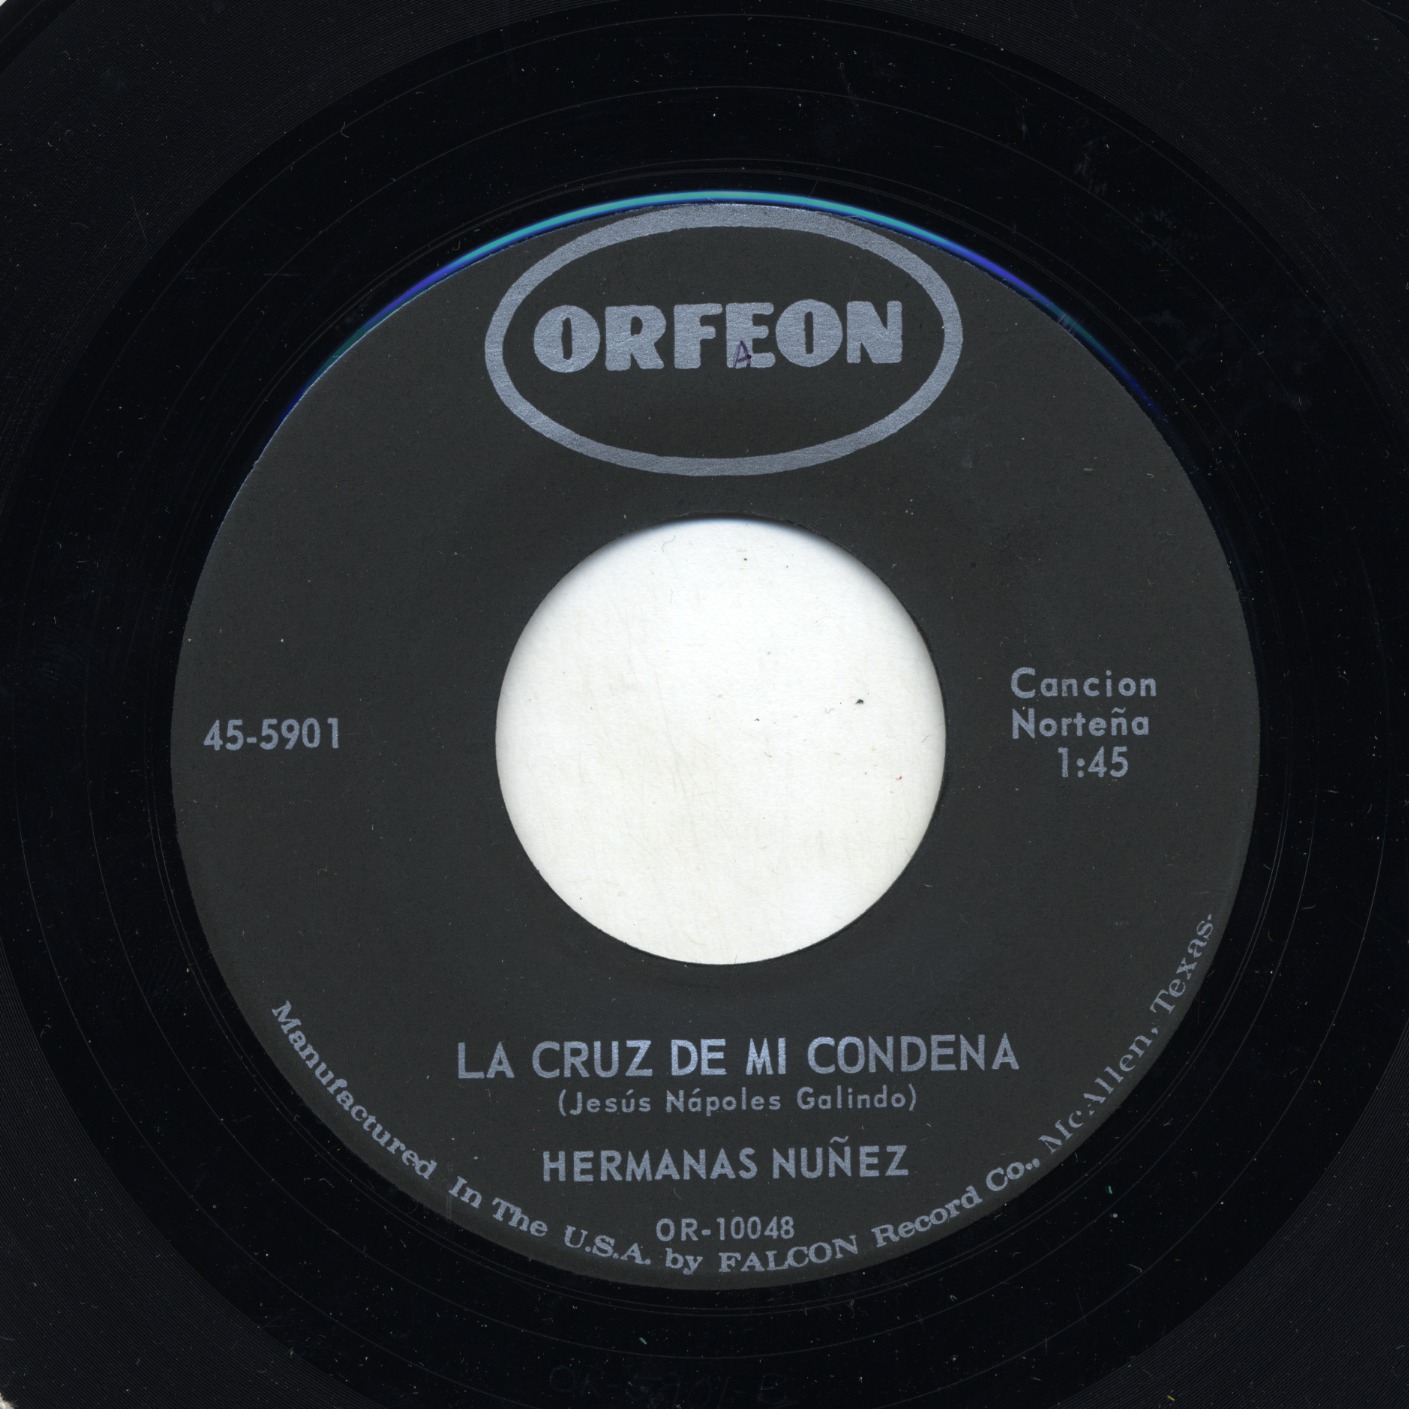 ORFEON
A
45-5901
Cancion
Norteña
1:45
LA CRUZ DE MI CONDENA
(Jesús Nápoles Galindo)
HERMANAS NUÑEZ
OR-10048
Manufactured In The U.S.A. by FALCON Record Co., McAllen, Texas.